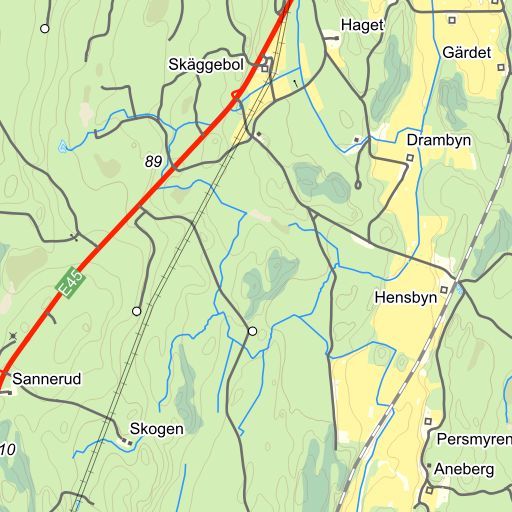 Haget
Gärdet
Skäggebol
Drambyn
89
E45
Hensbyn
Sannerud
Skogen
Persmyren
10
Aneberg